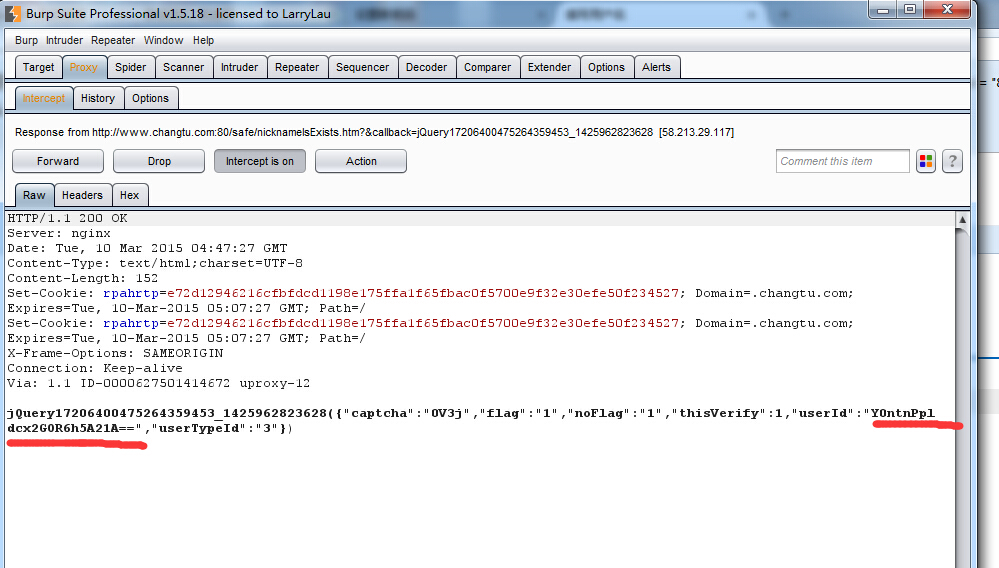 Burp Suite Professional v1.5.18 - licensed to LarryLau
Burp Intruder Repeater Window Help
Target Proxy Spider Scanner Intruder Repeater Sequencer Decoder Comparer Extender Options Alerts
Intercept History Options
Response from http://www.changtu.com:80/safe/nicknameIsExists.htm?&callback=jQuery17206400475264359453_1425962823628 [58.213.29.117]
Forward Drop Intercept is on Action Comment this item ?
Raw Headers Hex
HTTP/1.1 200 OK
Server: nginx
Date: Tue, 10 Mar 2015 04:47:27 GMT
Content-Type: text/html;charset=UTF-8
Content-Length: 152
Set-Cookie: rpahrtp=e72d12946216cfbfdcd1198e175ffa1f65fbac0f5700e9f32e30efe50f234527; Domain=.changtu.com;
Expires=Tue, 10-Mar-2015 05:07:27 GMT; Path=/
Set-Cookie: rpahrtp=e72d12946216cfbfdcd1198e175ffa1f65fbac0f5700e9f32e30efe50f234527; Domain=.changtu.com;
Expires=Tue, 10-Mar-2015 05:07:27 GMT; Path=/
X-Frame-Options: SAMEORIGIN
Connection: Keep-alive
Via: 1.1 ID-0000627501414672 uproxy-12
jQuery17206400475264359453_1425962823628({"captcha":"0V3j","flag":"1","noFlag":"1","thisVerify":1,"userId":"Y0ntnPpl
dcx2G0R6h5A21A==","userTypeId":"3"})